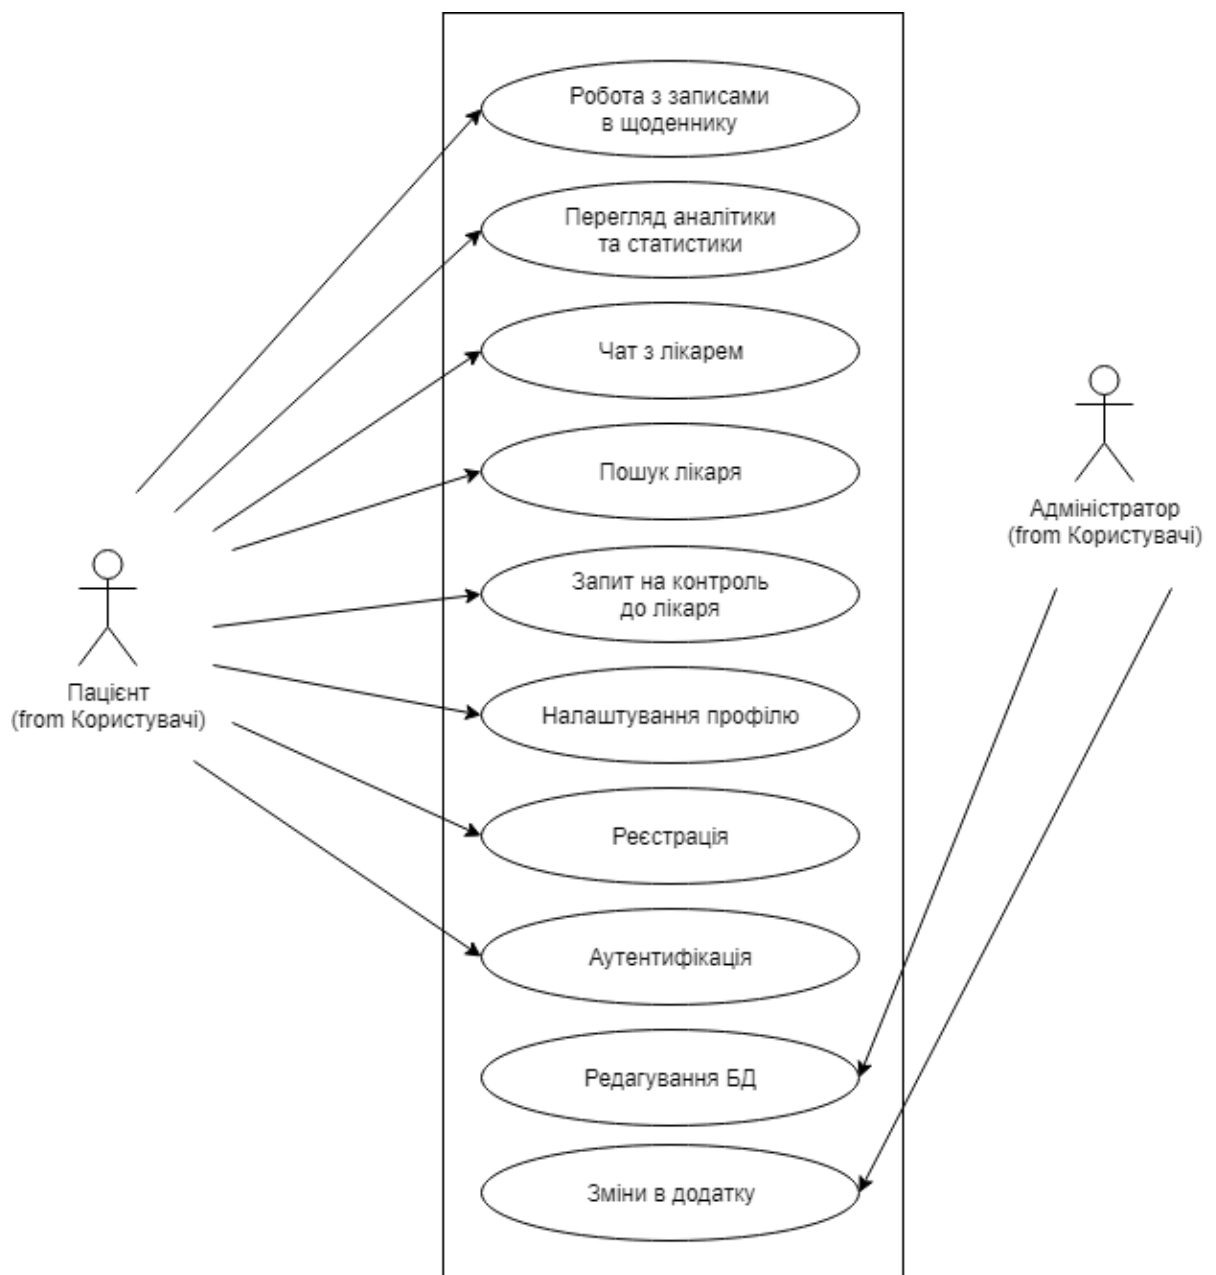 Робота з записами
в щоденнику
Перегляд аналітики
та статистики
Чат з лікарем
Пошук лікаря
Запит на контроль
до лікаря
Налаштування профілю
Реєстрація
Аутентифікація
Редагування БД
Зміни в додатку
Пацієнт
(from Користувачі)
Адміністратор
(from Користувачі)